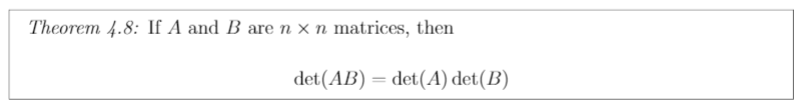 Theorem 4.8: If A and B are n × n matrices, then
det(AB) = det(A) det(B)